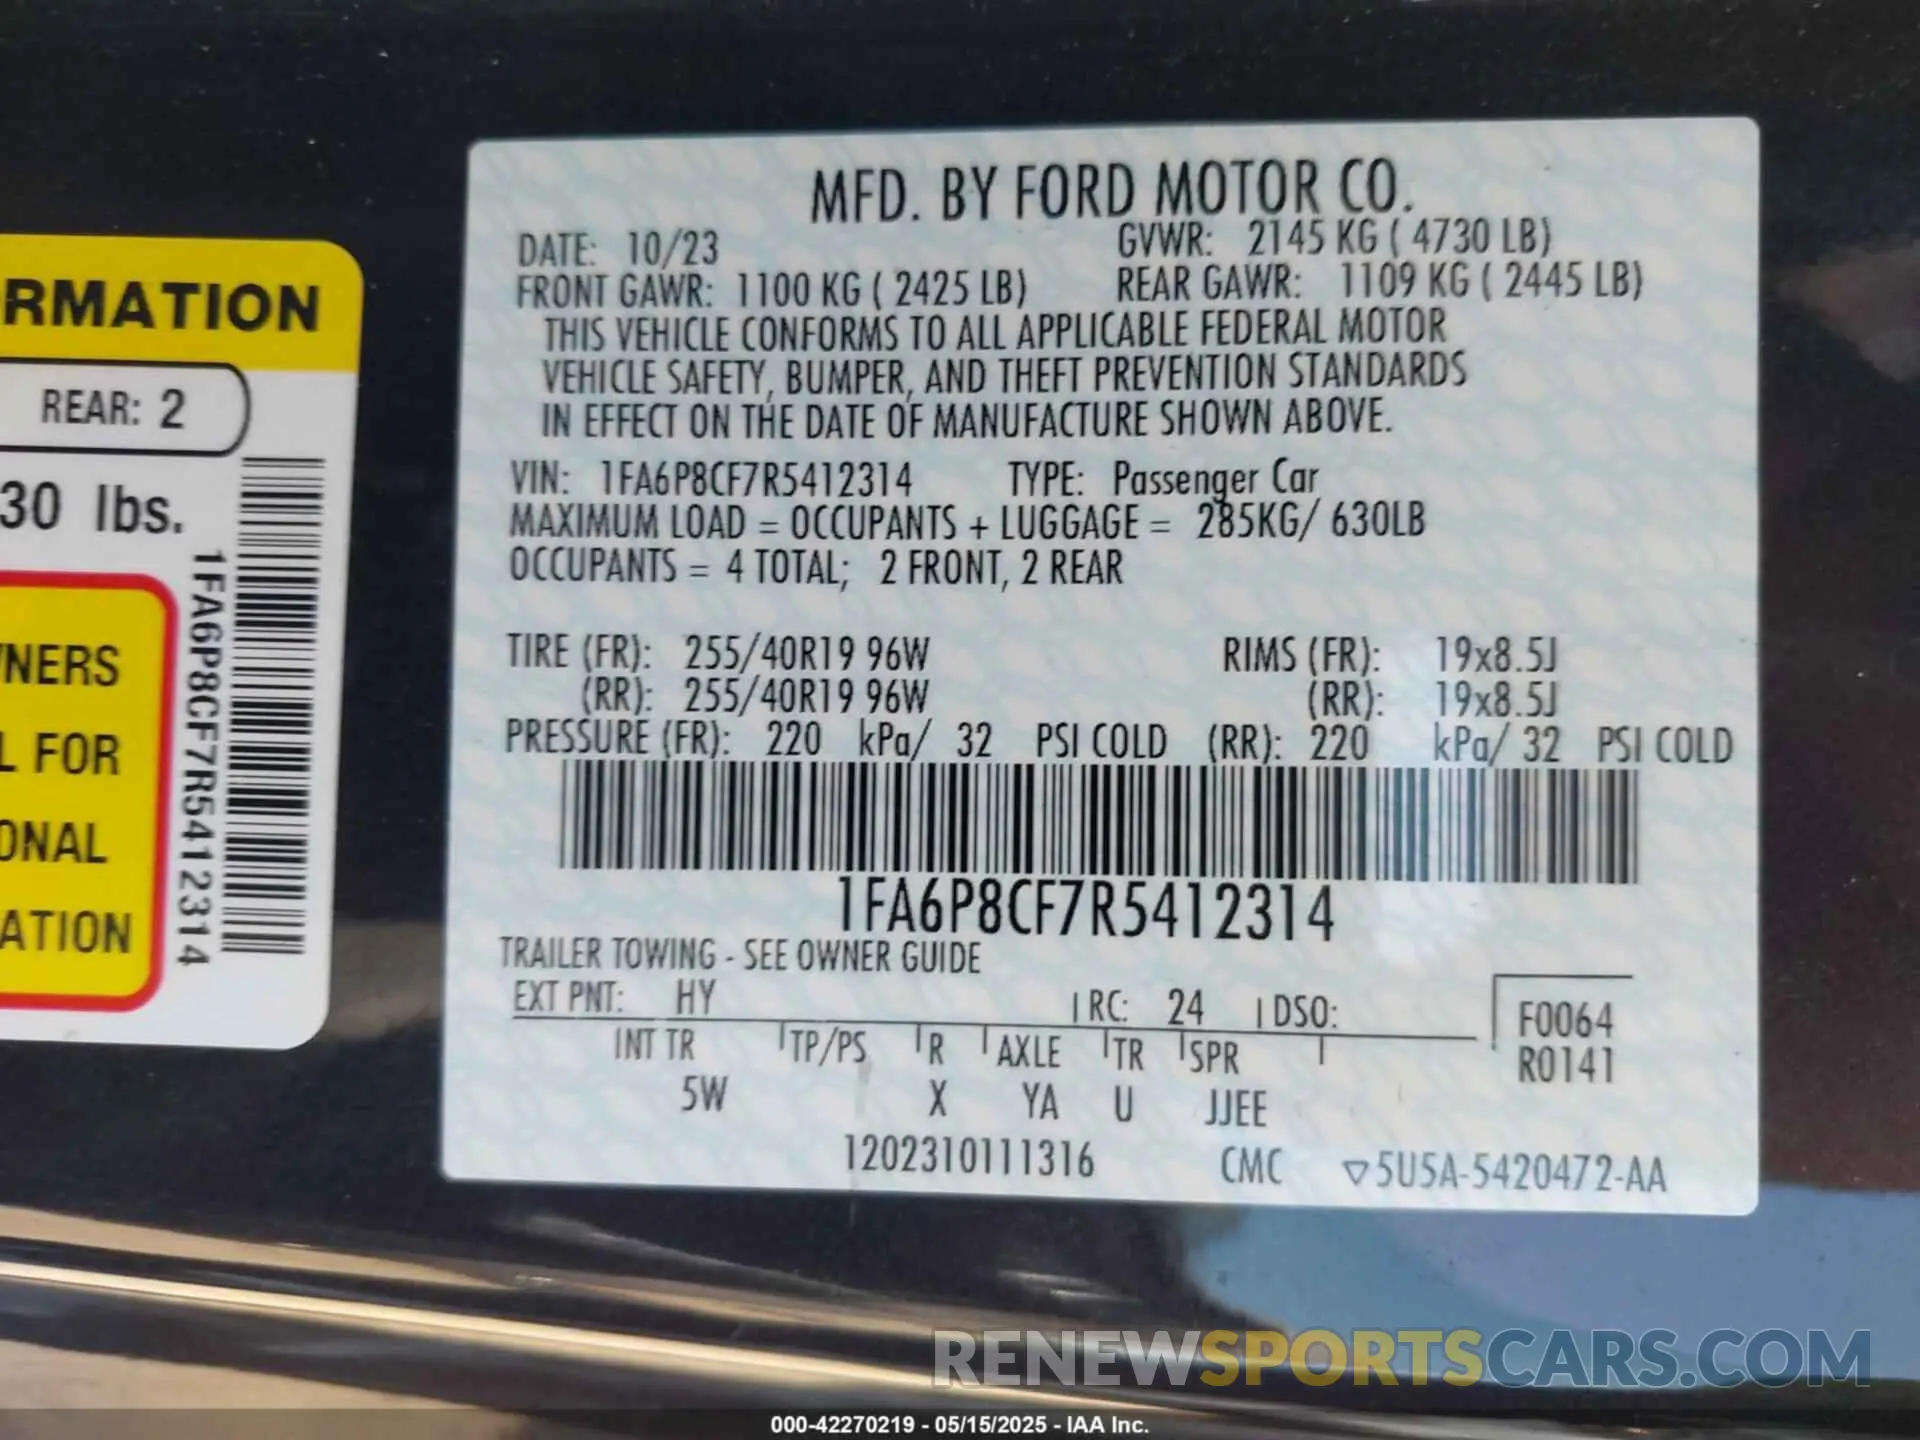 RMATION
REAR: 2
30 lbs.
NERS
L FOR
ONAL
ATION
1FA6P8CF7R5412314
MFD. BY FORD MOTOR CO.
DATE: 10/23 GVWR: 2145 KG ( 4730 LB)
FRONT GAWR: 1100 KG ( 2425 LB) REAR GAWR: 1109 KG ( 2445 LB)
THIS VEHICLE CONFORMS TO ALL APPLICABLE FEDERAL MOTOR
VEHICLE SAFETY, BUMPER, AND THEFT PREVENTION STANDARDS
IN EFFECT ON THE DATE OF MANUFACTURE SHOWN ABOVE.
VIN: 1FA6P8CF7R5412314 TYPE: Passenger Car
MAXIMUM LOAD = OCCUPANTS + LUGGAGE = 285KG/ 630LB
OCCUPANTS = 4 TOTAL; 2 FRONT, 2 REAR
TIRE (FR): 255/40R19 96W RIMS (FR): 19x8.5J
(RR): 255/40R19 96W (RR): 19x8.5J
PRESSURE (FR): 220 kPa/ 32 PSI COLD (RR): 220 kPa/ 32 PSI COLD
1FA6P8CF7R5412314
TRAILER TOWING - SEE OWNER GUIDE
EXT PNT: HY RC: 24 DSO: F0064
INT TR TP/PS R AXLE TR SPR R0141
5W X YA U JJEE
1202310111316 CMC ▽5U5A-5420472-AA
RENEWSPORTSCARS.COM
000-42270219 - 05/15/2025 - IAA Inc.